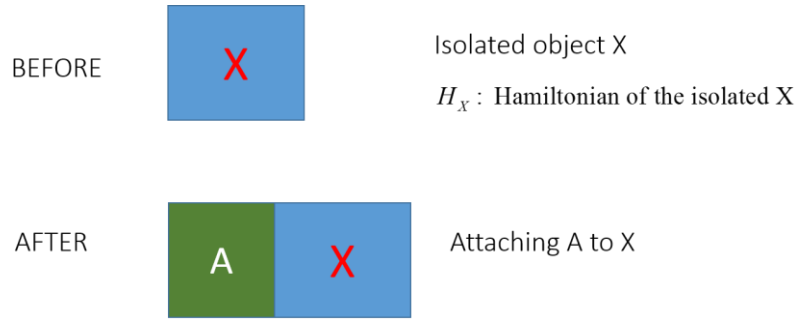 BEFORE
X
Isolated object X
H_X : Hamiltonian of the isolated X
AFTER
A
X
Attaching A to X